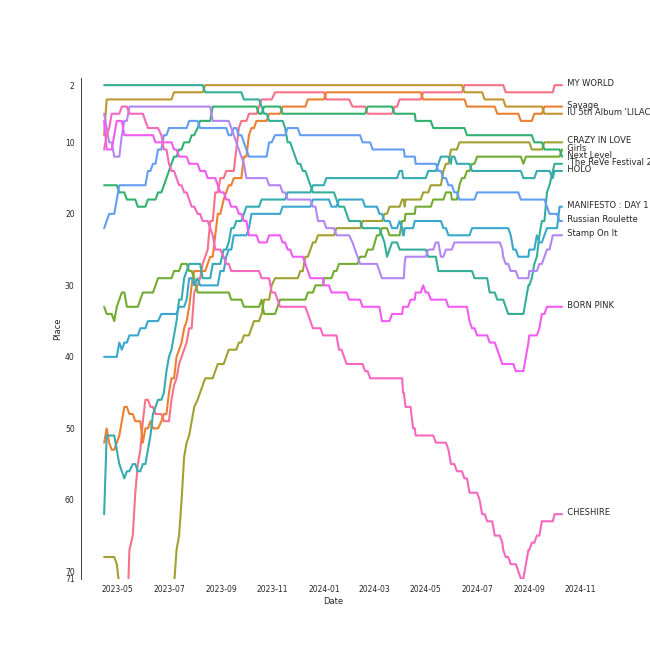 2
10
20
30
40
50
60
70
71
Place
2023-05
2023-07
2023-09
2023-11
2024-01
2024-03
2024-05
2024-07
2024-09
2024-11
Date
MY WORLD
Savage
IU 5th Album 'LILAC
CRAZY IN LOVE
Girls
Next Level
The ReVe Festival 2
HOLO
MANIFESTO : DAY 1
Russian Roulette
Stamp On It
BORN PINK
CHESHIRE